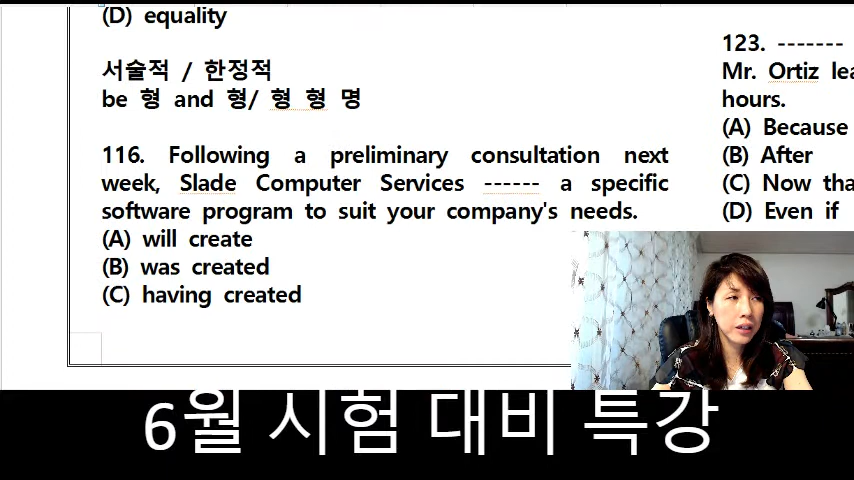 (D) equality
서술적 / 한정적
be 형 and 형/ 형 형 명
116. Following a preliminary consultation next
week, Slade Computer Services ------ a specific
software program to suit your company's needs.
(A) will create
(B) was created
(C) having created
123. -------
Mr. Ortiz
hours.
(A) Because
(B) After
(C) Now
(D) Even if
6월 시험 대비 특강